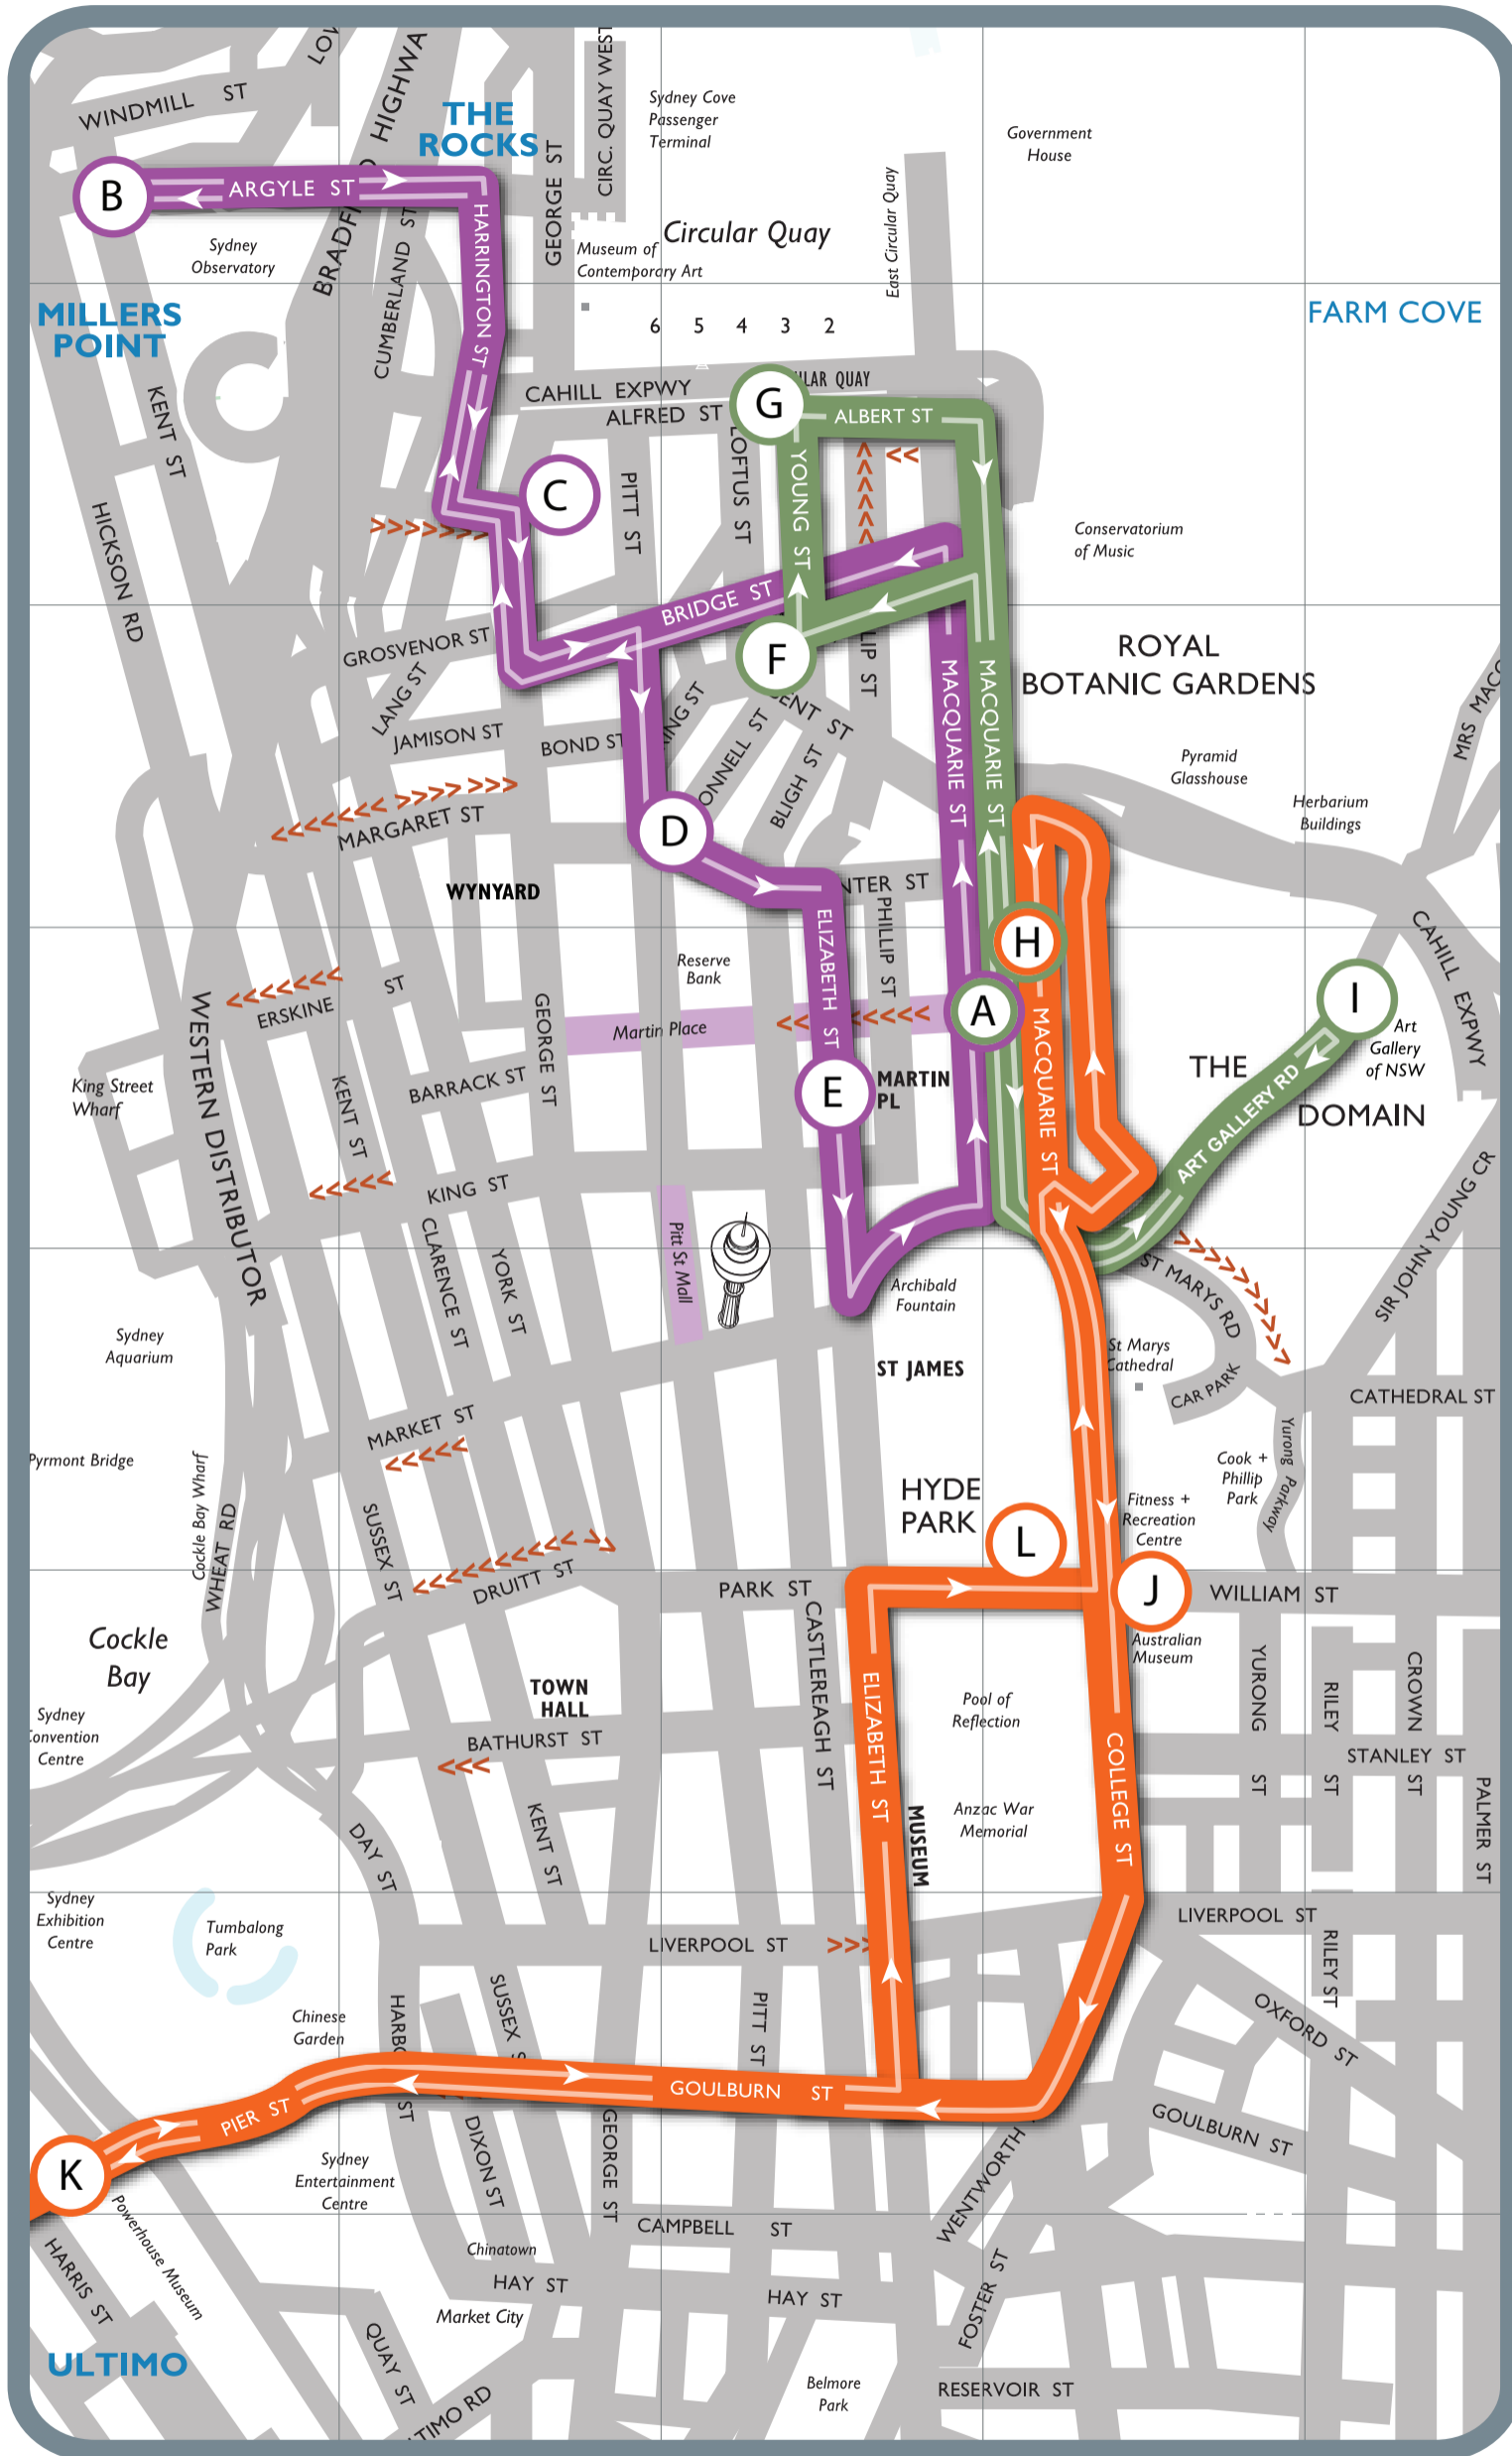 WINDMILL ST
HIGHWA
THE
ROCKS
GEORGE ST
CIRC. QUAY WEST
Sydney Cove
Passenger
Terminal
Government
House
B
ARGYLE ST
HARRINGTON ST
Sydney
Observatory
CUMBERLAND ST
Museum of
Contemporary Art
Circular Quay
East Circular Quay
MILLERS
POINT
FARM COVE
6 5 4 3 2
KENT ST
CAHILL EXPWY
ALFRED ST
G
ULAR QUAY
ALBERT ST
HICKSON RD
C
PITT ST
LOFTUS ST
YOUNG ST
Conservatorium
of Music
BRIDGE ST
GROSVENOR ST
LANG ST
F
LIP ST
ENT ST
MACQUARIE ST
MACQUARIE ST
ROYAL
BOTANIC GARDENS
MRS MACQ
JAMISON ST
BOND ST
ONNELL ST
BLIGH ST
Pyramid
Glasshouse
Herbarium
Buildings
MARGARET ST
D
WYNYARD
NTER ST
PHILLIP ST
ELIZABETH ST
H
CAHILL EXPWY
Reserve
Bank
ERSKINE ST
Martin Place
A
I
Art
Gallery
of NSW
WESTERN DISTRIBUTOR
GEORGE ST
King Street
Wharf
KENT ST
BARRACK ST
E
MARTIN
PL
MACQUARIE ST
THE
DOMAIN
ART GALLERY RD
KING ST
SIR JOHN YOUNG CR
CLARENCE ST
YORK ST
Pitt St Mall
Archibald
Fountain
ST MARYS RD
Sydney
Aquarium
ST JAMES
St Marys
Cathedral
CAR PARK
CATHEDRAL ST
MARKET ST
Pyrmont Bridge
Cockle Bay Wharf
WHEAT RD
SUSSEX ST
HYDE
PARK
Cook +
Phillip
Park
Yurong Parkway
Fitness +
Recreation
Centre
L
DRUITT ST
PARK ST
J
WILLIAM ST
Cockle
Bay
CASTLEREAGH ST
Australian
Museum
YURONG ST
RILEY ST
CROWN ST
TOWN
HALL
Sydney
Convention
Centre
BATHURST ST
ELIZABETH ST
Pool of
Reflection
COLLEGE ST
STANLEY ST
PALMER ST
DAY ST
KENT ST
MUSEUM
Anzac War
Memorial
Sydney
Exhibition
Centre
Tumbalong
Park
LIVERPOOL ST
LIVERPOOL ST
RILEY ST
OXFORD ST
Chinese
Garden
SUSSEX S
PITT ST
PIER ST
GOULBURN ST
GOULBURN ST
K
Powerhouse Museum
Sydney
Entertainment
Centre
DIXON ST
GEORGE ST
WENTWORTH
HARRIS ST
CAMPBELL ST
Chinatown
HAY ST
HAY ST
FOSTER ST
Market City
ULTIMO
QUAY ST
TIMO RD
Belmore
Park
RESERVOIR ST